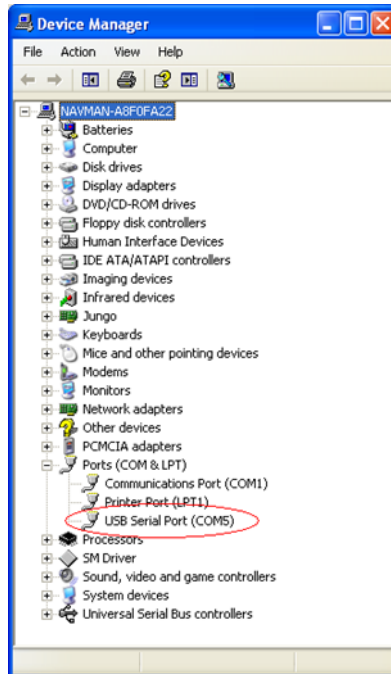 Device Manager
File Action View Help
NAVMAN-A8F0FA22
Batteries
Computer
Disk drives
Display adapters
DVD/CD-ROM drives
Floppy disk controllers
Human Interface Devices
IDE ATA/ATAPI controllers
Imaging devices
Infrared devices
Jungo
Keyboards
Mice and other pointing devices
Modems
Monitors
Network adapters
Other devices
PCMCIA adapters
Ports (COM & LPT)
Communications Port (COM1)
Printer Port (LPT1)
USB Serial Port (COM5)
Processors
SM Driver
Sound, video and game controllers
System devices
Universal Serial Bus controllers